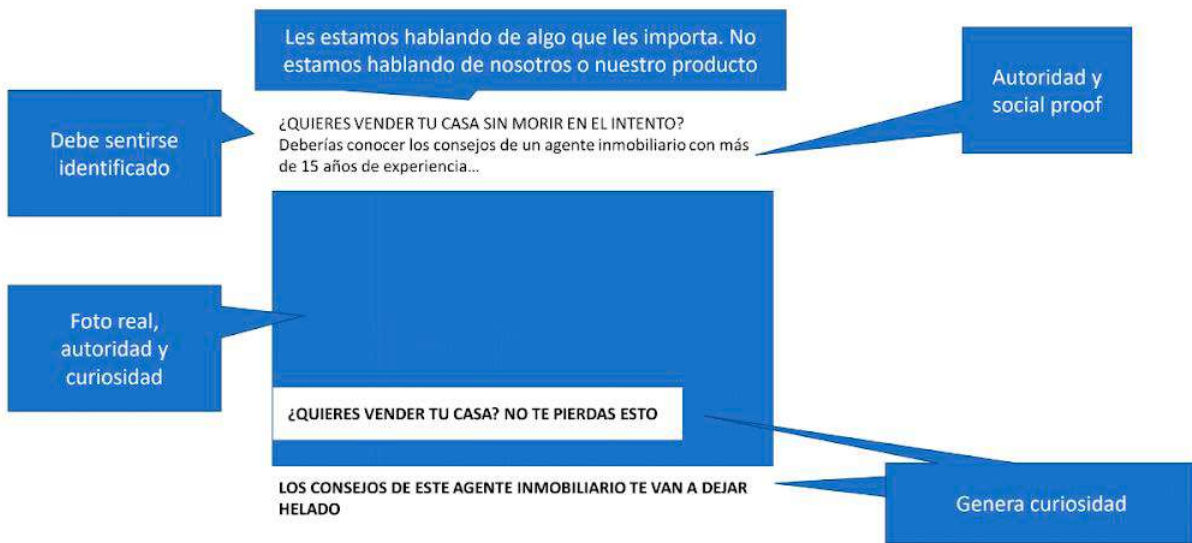 Les estamos hablando de algo que les importa. No
estamos hablando de nosotros o nuestro producto
Autoridad y
social proof
Debe sentirse
identificado
¿QUIERES VENDER TU CASA SIN MORIR EN EL INTENTO?
Deberías conocer los consejos de un agente inmobiliario con más
de 15 años de experiencia...
Foto real,
autoridad y
curiosidad
¿QUIERES VENDER TU CASA? NO TE PIERDAS ESTO
LOS CONSEJOS DE ESTE AGENTE INMOBILIARIO TE VAN A DEJAR
HELADO
Genera curiosidad